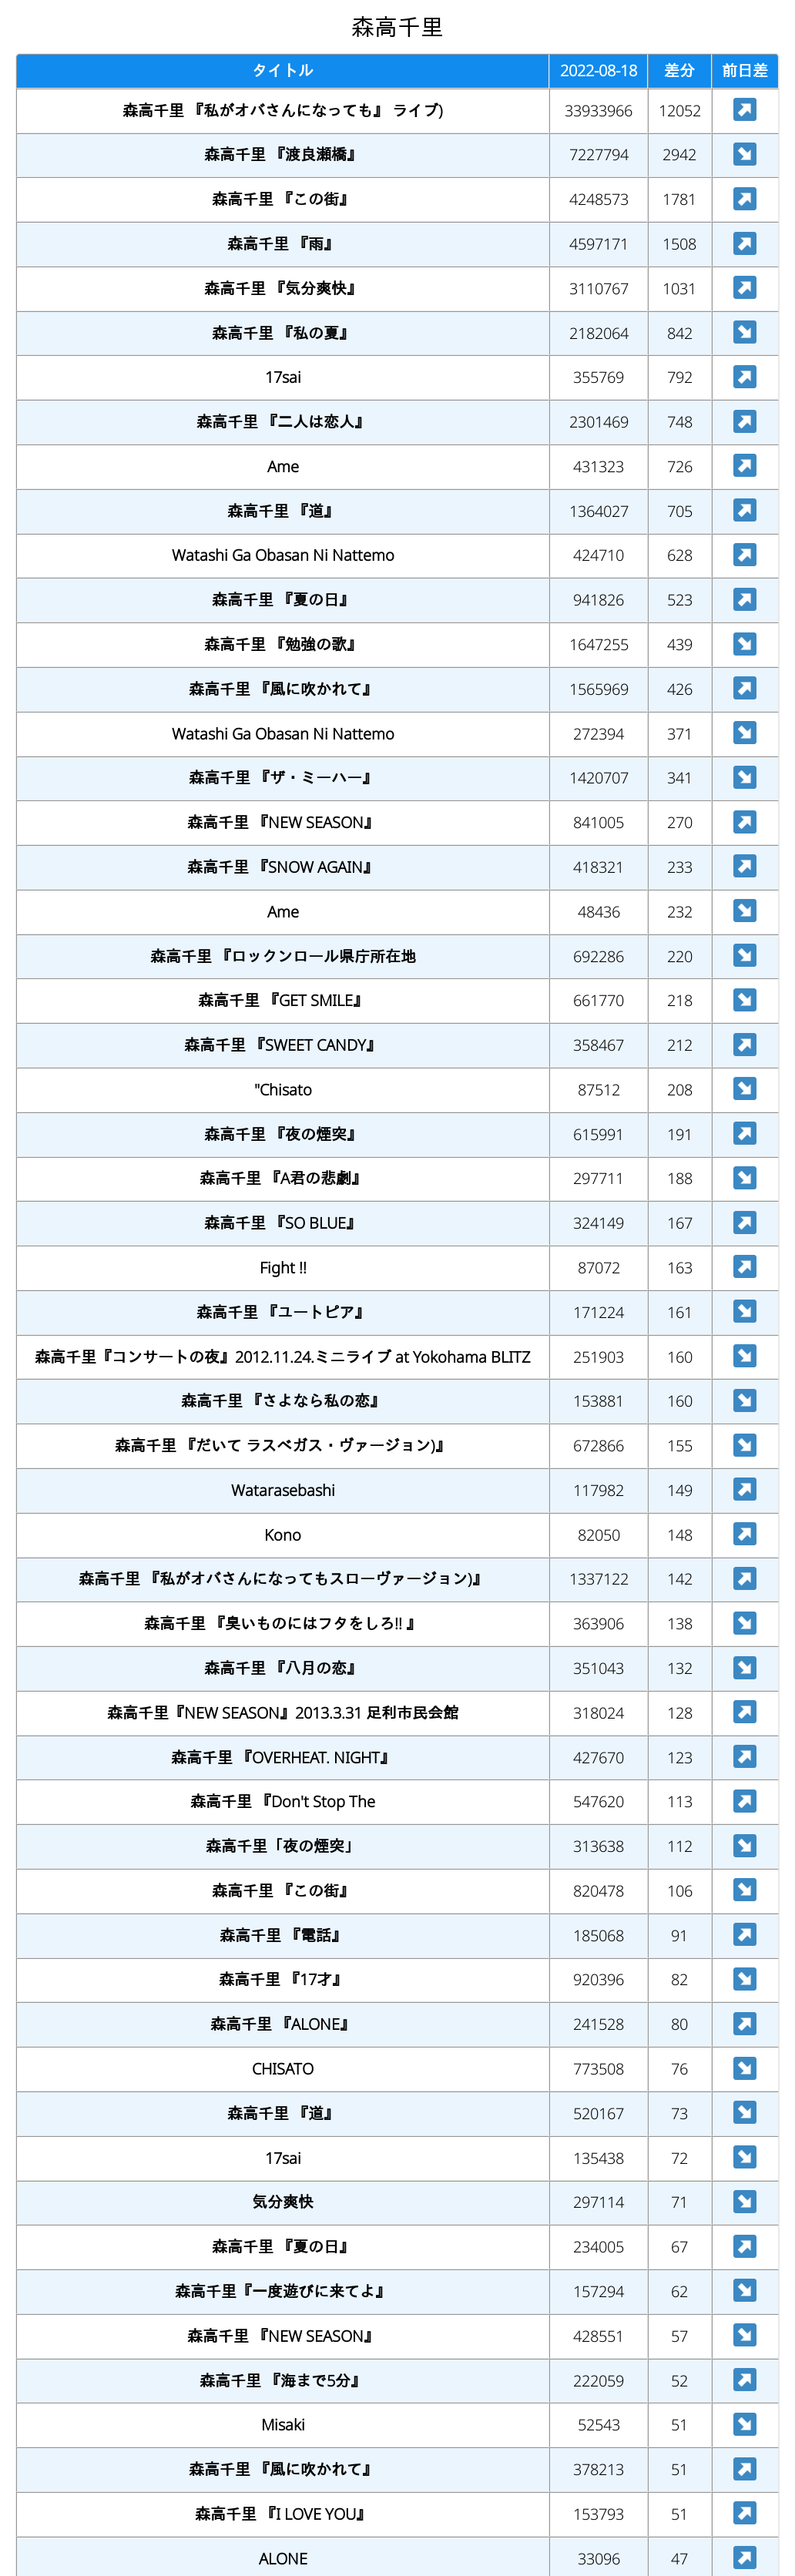 森高千里
タイトル 2022-08-18 差分 前日差
森高千里 『私がオバさんになっても』 ライブ) 33933966 12052
森高千里 『渡良瀬橋』 7227794 2942
森高千里 『この街』 4248573 1781
森高千里 『雨』 4597171 1508
森高千里 『気分爽快』 3110767 1031
森高千里 『私の夏』 2182064 842
17sai 355769 792
森高千里 『二人は恋人』 2301469 748
Ame 431323 726
森高千里 『道』 1364027 705
Watashi Ga Obasan Ni Nattemo 424710 628
森高千里 『夏の日』 941826 523
森高千里 『勉強の歌』 1647255 439
森高千里 『風に吹かれて』 1565969 426
Watashi Ga Obasan Ni Nattemo 272394 371
森高千里 『ザ・ミーハー』 1420707 341
森高千里 『NEW SEASON』 841005 270
森高千里 『SNOW AGAIN』 418321 233
Ame 48436 232
森高千里 『ロックンロール県庁所在地 692286 220
森高千里 『GET SMILE』 661770 218
森高千里 『SWEET CANDY』 358467 212
"Chisato 87512 208
森高千里 『夜の煙突』 615991 191
森高千里 『A君の悲劇』 297711 188
森高千里 『SO BLUE』 324149 167
Fight !! 87072 163
森高千里 『ユートピア』 171224 161
森高千里『コンサートの夜』2012.11.24.ミニライブ at Yokohama BLITZ 251903 160
森高千里 『さよなら私の恋』 153881 160
森高千里 『だいて ラスベガス・ヴァージョン)』 672866 155
Watarasebashi 117982 149
Kono 82050 148
森高千里 『私がオバさんになってもスローヴァージョン)』 1337122 142
森高千里 『臭いものにはフタをしろ!! 』 363906 138
森高千里 『八月の恋』 351043 132
森高千里『NEW SEASON』2013.3.31 足利市民会館 318024 128
森高千里 『OVERHEAT. NIGHT』 427670 123
森高千里 『Don't Stop The 547620 113
森高千里「夜の煙突」 313638 112
森高千里 『この街』 820478 106
森高千里 『電話』 185068 91
森高千里 『17才』 920396 82
森高千里 『ALONE』 241528 80
CHISATO 773508 76
森高千里 『道』 520167 73
17sai 135438 72
気分爽快 297114 71
森高千里 『夏の日』 234005 67
森高千里『一度遊びに来てよ』 157294 62
森高千里 『NEW SEASON』 428551 57
森高千里 『海まで5分』 222059 52
Misaki 52543 51
森高千里 『風に吹かれて』 378213 51
森高千里 『I LOVE YOU』 153793 51
ALONE 33096 47